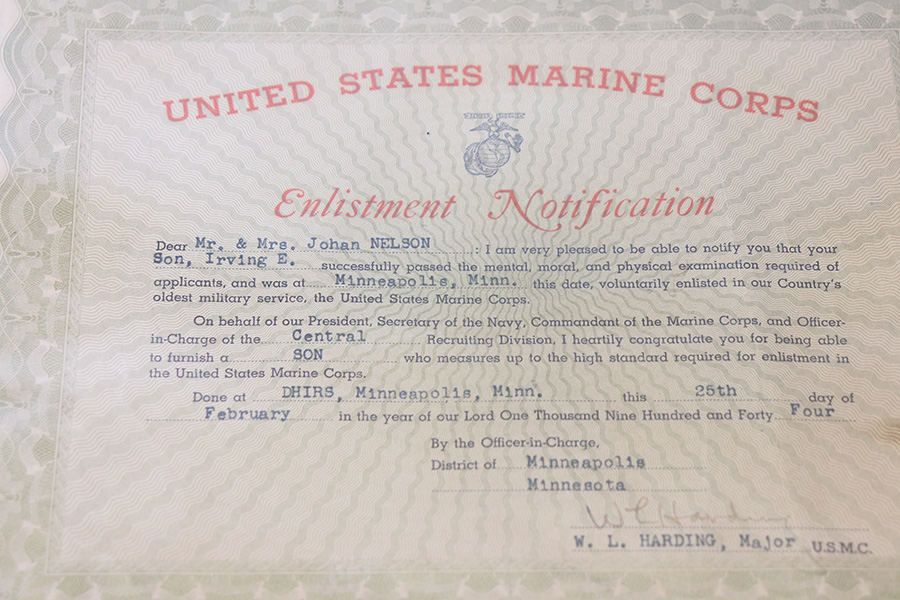 UNITED STATES MARINE CORPS
Enlistment Notification
Dear Mr. & Mrs. Johan NELSON : I am very pleased to be able to notify you that your
Son, Irving E. successfully passed the mental, moral, and physical examination required of
applicants, and was at Minneapolis, Minn. this date, voluntarily enlisted in our Country's
oldest military service, the United States Marine Corps.
On behalf of our President, Secretary of the Navy, Commandant of the Marine Corps, and Officer-
in-Charge of the Central Recruiting Division, I heartily congratulate you for being able
to furnish a SON who measures up to the high standard required for enlistment in
the United States Marine Corps.
Done at DHIRS, Minneapolis, Minn. this 25th day of
February in the year of our Lord One Thousand Nine Hundred and Forty Four
By the Officer-in-Charge,
District of Minneapolis
Minnesota
W L Harding
W. L. HARDING, Major U.S.M.C.